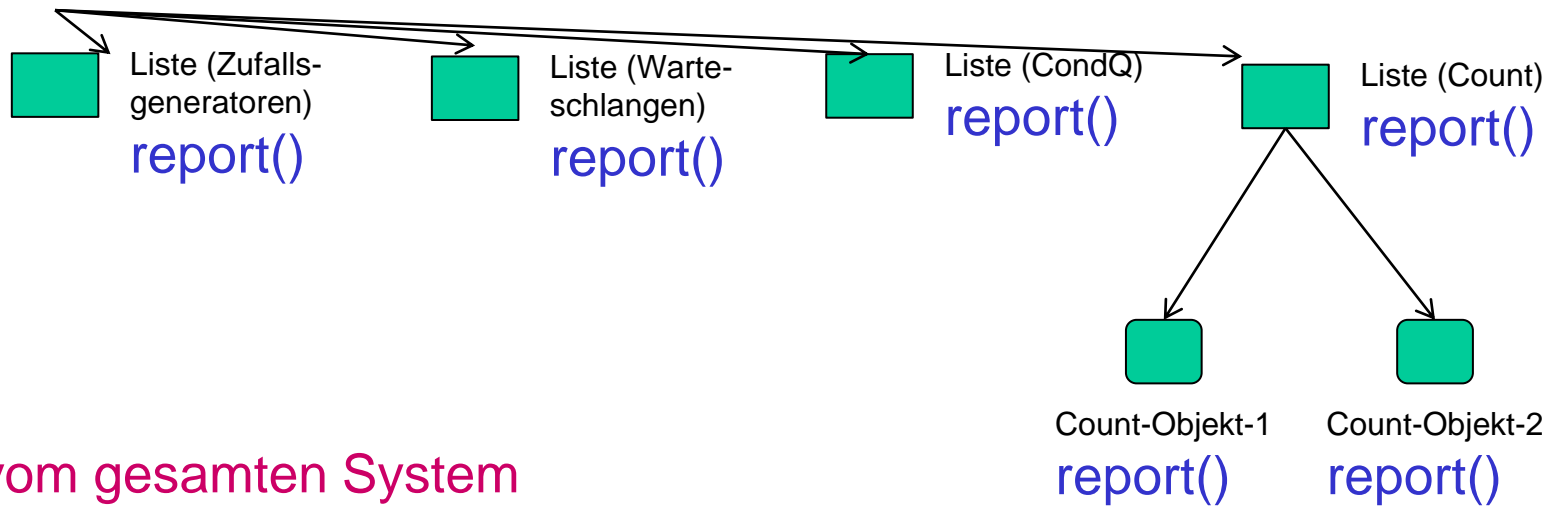 Liste (Zufalls-
generatoren)
report()
Liste (Warte-
schlangen)
report()
Liste (CondQ)
report()
Liste (Count)
report()
Count-Objekt-1
report()
Count-Objekt-2
report()
vom gesamten System